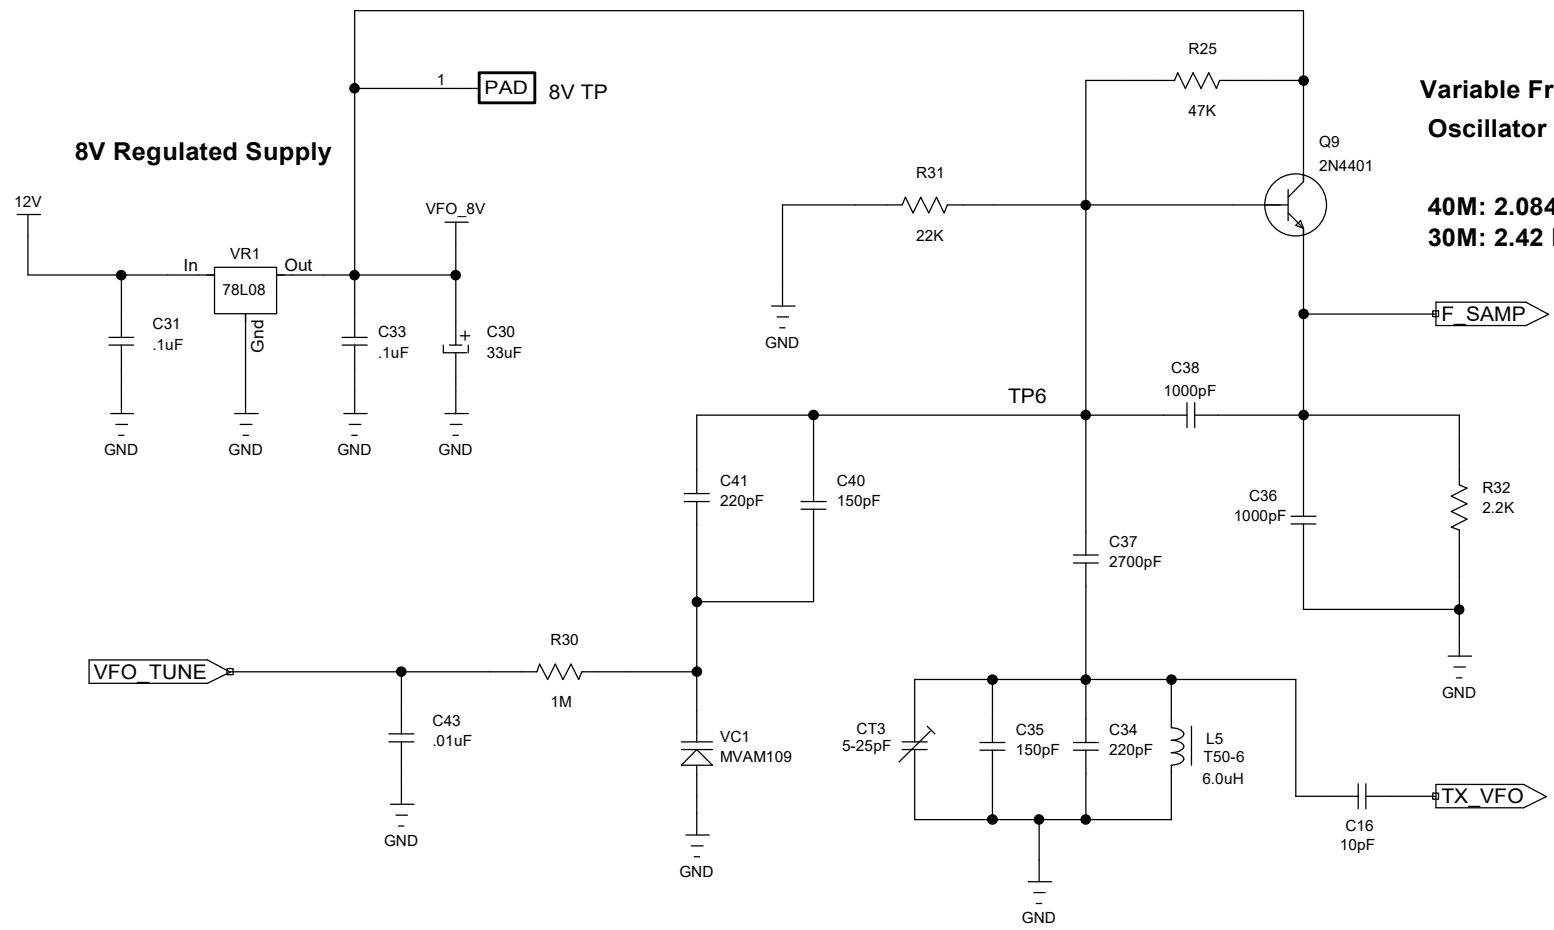 R25
47K
1
PAD
8V TP
Variable Fr
Oscillator
8V Regulated Supply
Q9
2N4401
R31
22K
12V
VFO_8V
40M: 2.084
30M: 2.42
VR1
In
Out
78L08
Gnd
C31
.1uF
C33
.1uF
+
C30
33uF
F_SAMP
GND
C38
1000pF
TP6
GND
GND
GND
GND
C41
220pF
C40
150pF
C36
1000pF
R32
2.2K
C37
2700pF
R30
1M
VFO_TUNE
GND
C43
.01uF
VC1
MVAM109
CT3
5-25pF
C35
150pF
C34
220pF
L5
T50-6
6.0uH
TX_VFO
C16
10pF
GND
GND
GND